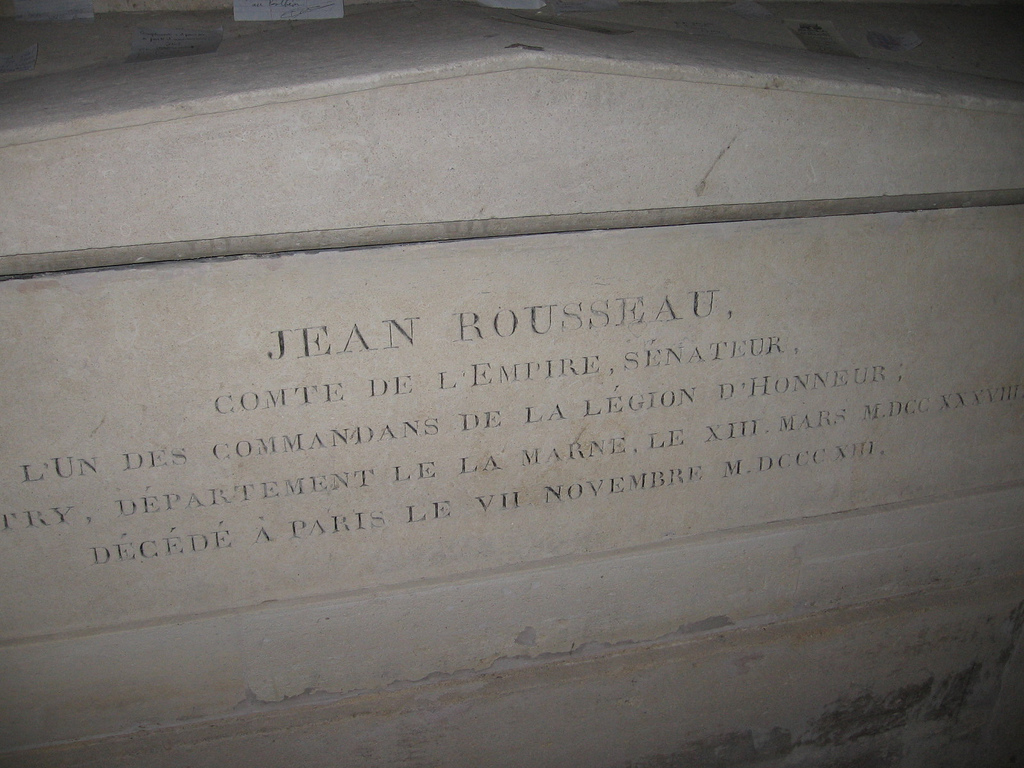 JEAN ROUSSEAU,
COMTE DE L'EMPIRE, SÉNATEUR,
L'UN DES COMMANDANS DE LA LÉGION D'HONNEUR;
TRY, DÉPARTEMENT LE LA MARNE, LE XIII. MARS M.DCC XXXVIII
DÉCÉDÉ À PARIS LE VII NOVEMBRE M.DCCC XIII.